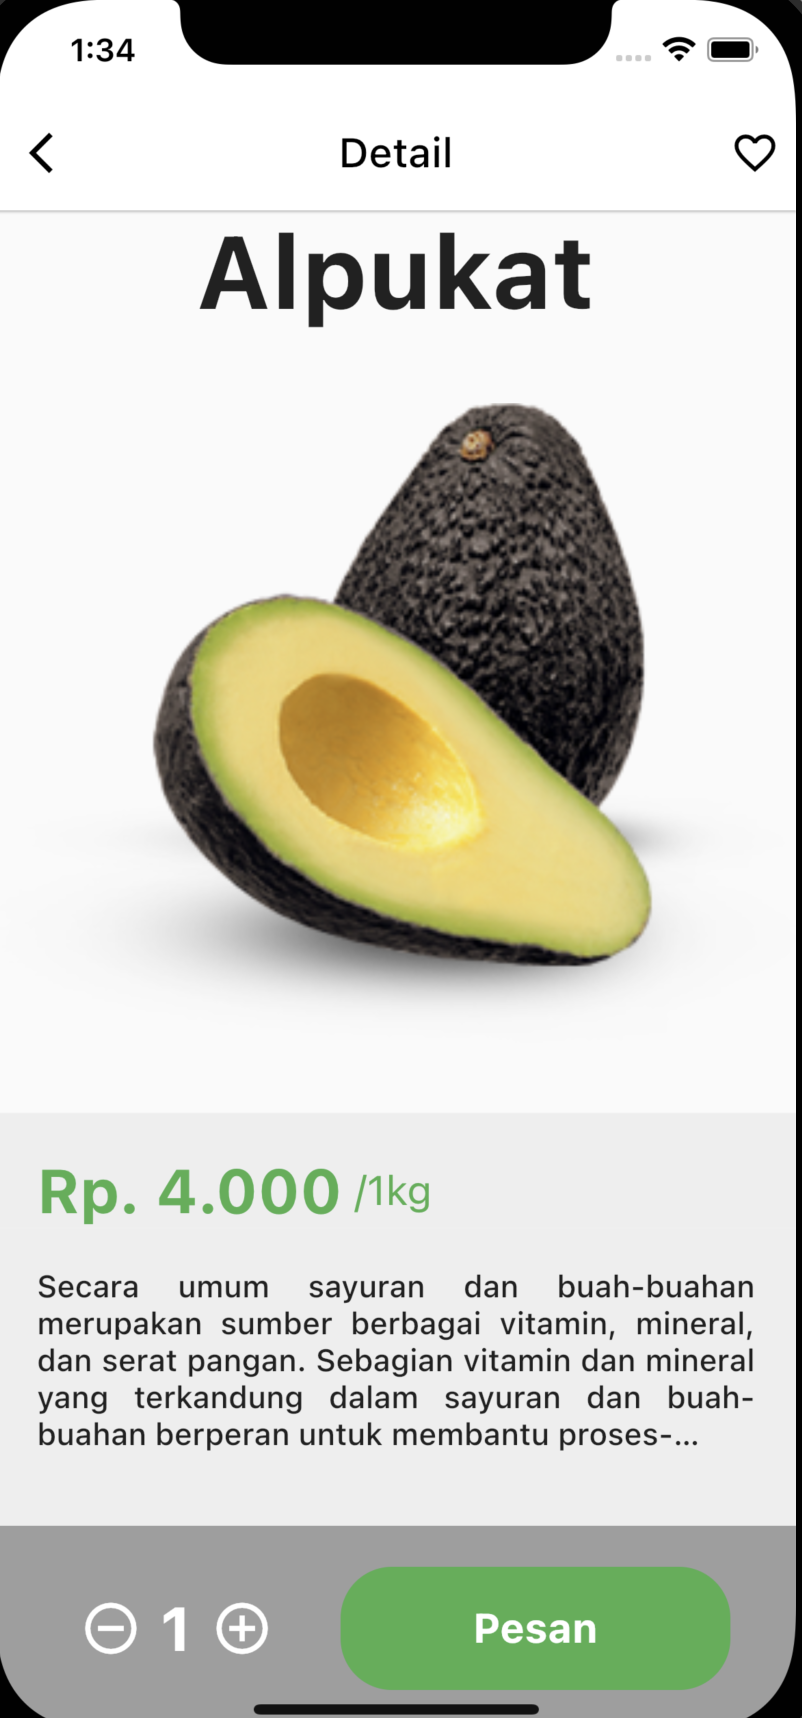 1:34
Detail
Alpukat
Rp. 4.000 /1kg
Secara umum sayuran dan buah-buahan
merupakan sumber berbagai vitamin, mineral,
dan serat pangan. Sebagian vitamin dan mineral
yang terkandung dalam sayuran dan buah-
buahan berperan untuk membantu proses-...
1
Pesan